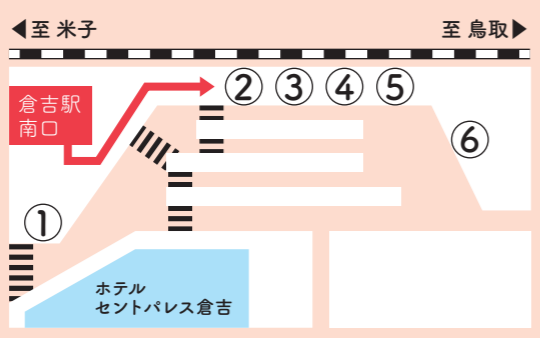 ◀至 米子
至 鳥取▶
倉吉駅
南口
② ③ ④ ⑤
⑥
①
ホテル
セントパレス倉吉